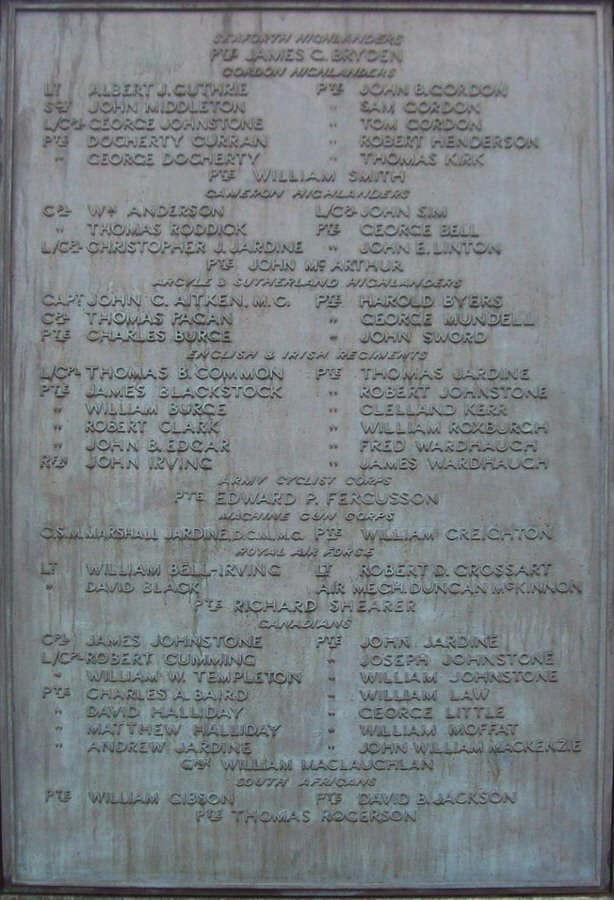 SEAFORTH HIGHLANDERS
PTE JAMES C. BRYDEN
GORDON HIGHLANDERS
LT ALBERT J. GUTHRIE PTE JOHN B. GORDON
SGT JOHN MIDDLETON " SAM GORDON
L/CPL GEORGE JOHNSTONE " TOM GORDON
PTE DOCHERTY CURRAN " ROBERT HENDERSON
" GEORGE DOCHERTY " THOMAS KIRK
PTE WILLIAM SMITH
CAMERON HIGHLANDERS
CPL WM ANDERSON L/CPL JOHN SIM
" THOMAS RODDICK PTE GEORGE BELL
L/CPL CHRISTOPHER J. JARDINE " JOHN E. LINTON
PTE JOHN MCARTHUR
ARGYLE & SUTHERLAND HIGHLANDERS
CAPT JOHN C. AITKEN, M.C. PTE HAROLD BYERS
CPL THOMAS PAGAN " GEORGE MUNDELL
PTE CHARLES BURGE " JOHN SWORD
ENGLISH & IRISH REGIMENTS
L/CPL THOMAS B. COMMON PTE THOMAS JARDINE
PTE JAMES BLACKSTOCK " ROBERT JOHNSTONE
" WILLIAM BURGE " CLELLAND KERR
" ROBERT CLARK " WILLIAM ROXBURGH
" JOHN B. EDGAR " FRED WARDHAUGH
RFN JOHN IRVING " JAMES WARDHAUGH
ARMY CYCLIST CORPS
PTE EDWARD P. FERGUSSON
MACHINE GUN CORPS
C.S.M. MARSHALL JARDINE, D.C.M., M.C. PTE WILLIAM CREIGHTON
ROYAL AIR FORCE
LT WILLIAM BELL-IRVING LT ROBERT D. CROSSART
" DAVID BLACK AIR MECH. DUNCAN MCKINNON
PTE RICHARD SHEARER
CANADIANS
CPL JAMES JOHNSTONE PTE JOHN JARDINE
L/CPL ROBERT CUMMING " JOSEPH JOHNSTONE
" WILLIAM W. TEMPLETON " WILLIAM JOHNSTONE
PTE CHARLES A. BAIRD " WILLIAM LAW
" DAVID HALLIDAY " GEORGE LITTLE
" MATTHEW HALLIDAY " WILLIAM MOFFAT
" ANDREW JARDINE " JOHN WILLIAM MACKENZIE
WILLIAM MACLAUGHLAN
SOUTH AFRICANS
PTE WILLIAM GIBSON PTE DAVID B. JACKSON
PTE THOMAS ROGERSON